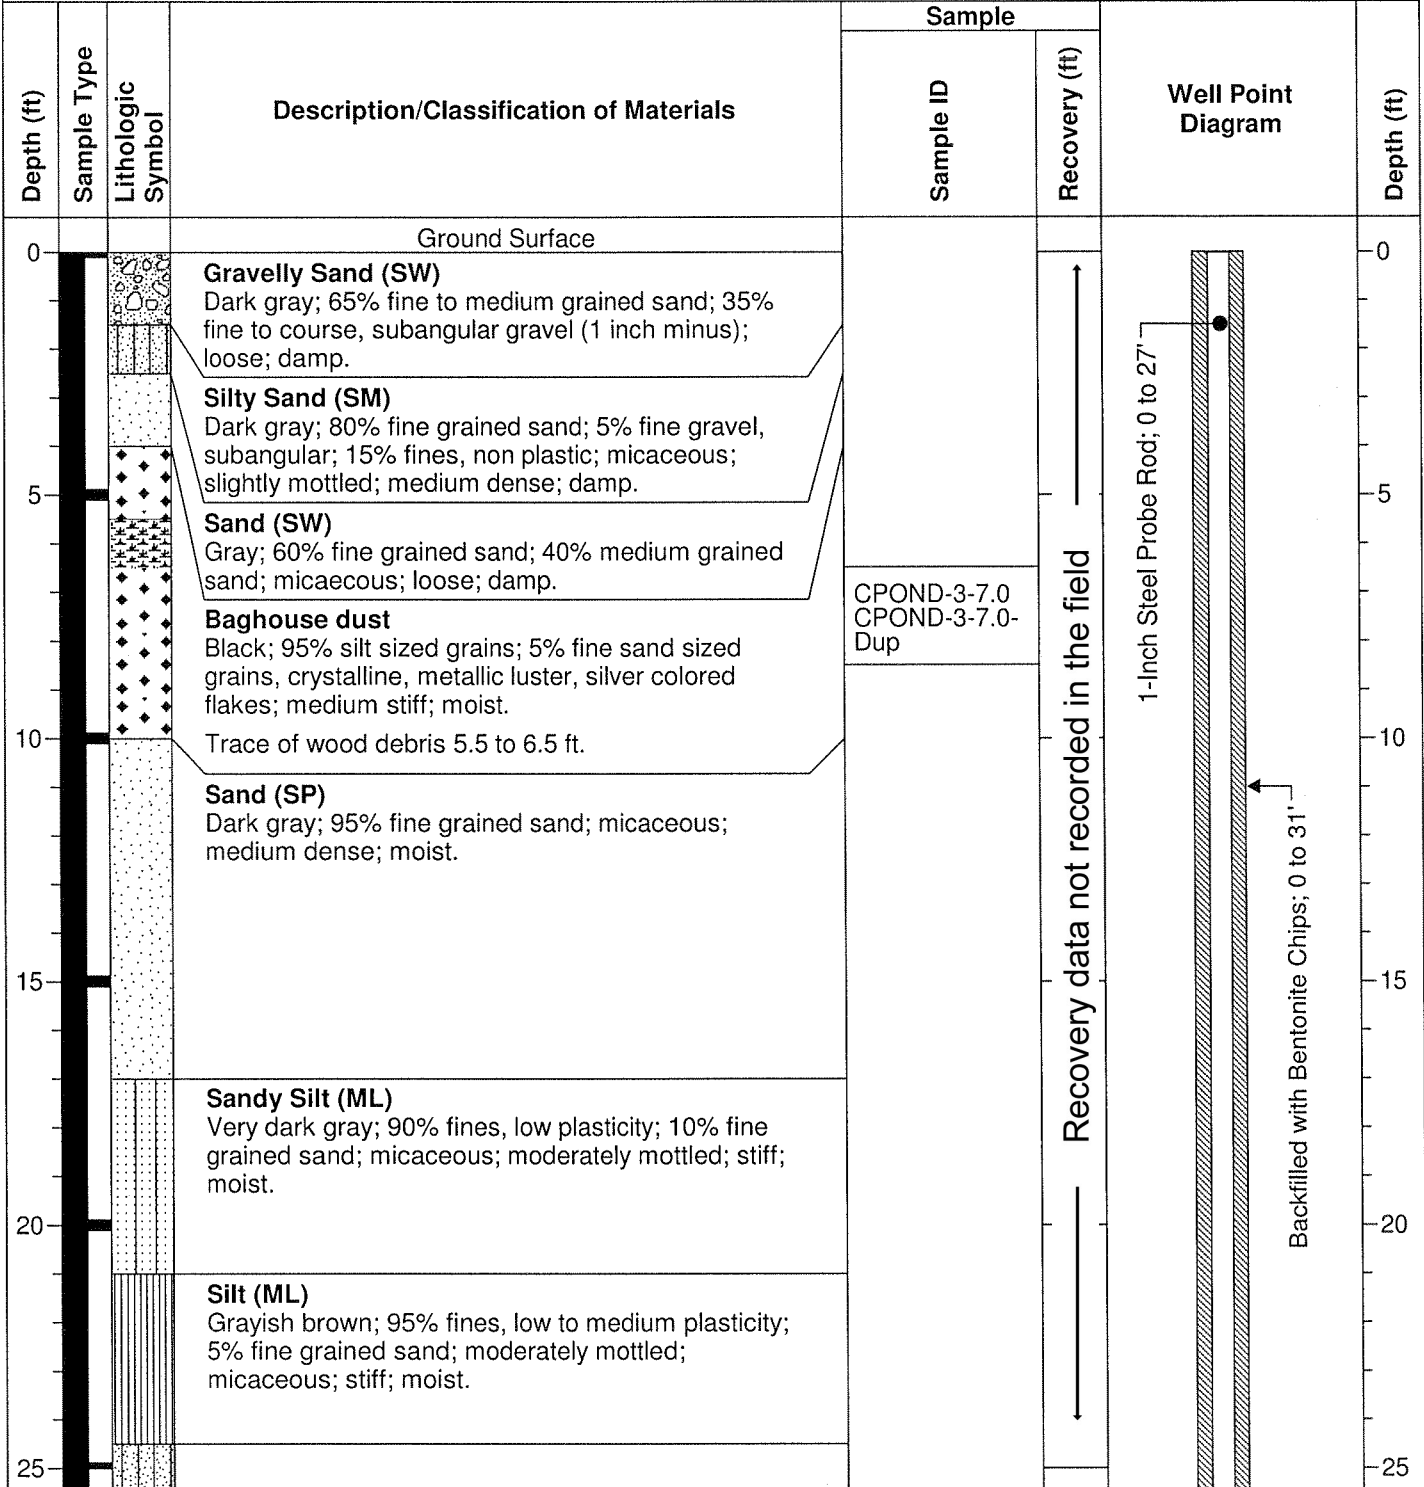 Depth (ft)
Sample Type
Lithologic
Symbol
Description/Classification of Materials
Sample
Sample ID
Recovery (ft)
Well Point
Diagram
Depth (ft)
Ground Surface
0
5
10
15
20
25
Gravelly Sand (SW)
Dark gray; 65% fine to medium grained sand; 35%
fine to course, subangular gravel (1 inch minus);
loose; damp.
Silty Sand (SM)
Dark gray; 80% fine grained sand; 5% fine gravel,
subangular; 15% fines, non plastic; micaceous;
slightly mottled; medium dense; damp.
Sand (SW)
Gray; 60% fine grained sand; 40% medium grained
sand; micaecous; loose; damp.
Baghouse dust
Black; 95% silt sized grains; 5% fine sand sized
grains, crystalline, metallic luster, silver colored
flakes; medium stiff; moist.
Trace of wood debris 5.5 to 6.5 ft.
Sand (SP)
Dark gray; 95% fine grained sand; micaceous;
medium dense; moist.
Sandy Silt (ML)
Very dark gray; 90% fines, low plasticity; 10% fine
grained sand; micaceous; moderately mottled; stiff;
moist.
Silt (ML)
Grayish brown; 95% fines, low to medium plasticity;
5% fine grained sand; moderately mottled;
micaceous; stiff; moist.
CPOND-3-7.0
CPOND-3-7.0-
Dup
Recovery data not recorded in the field
1-Inch Steel Probe Rod; 0 to 27'
Backfilled with Bentonite Chips; 0 to 31'
0
5
10
15
20
25